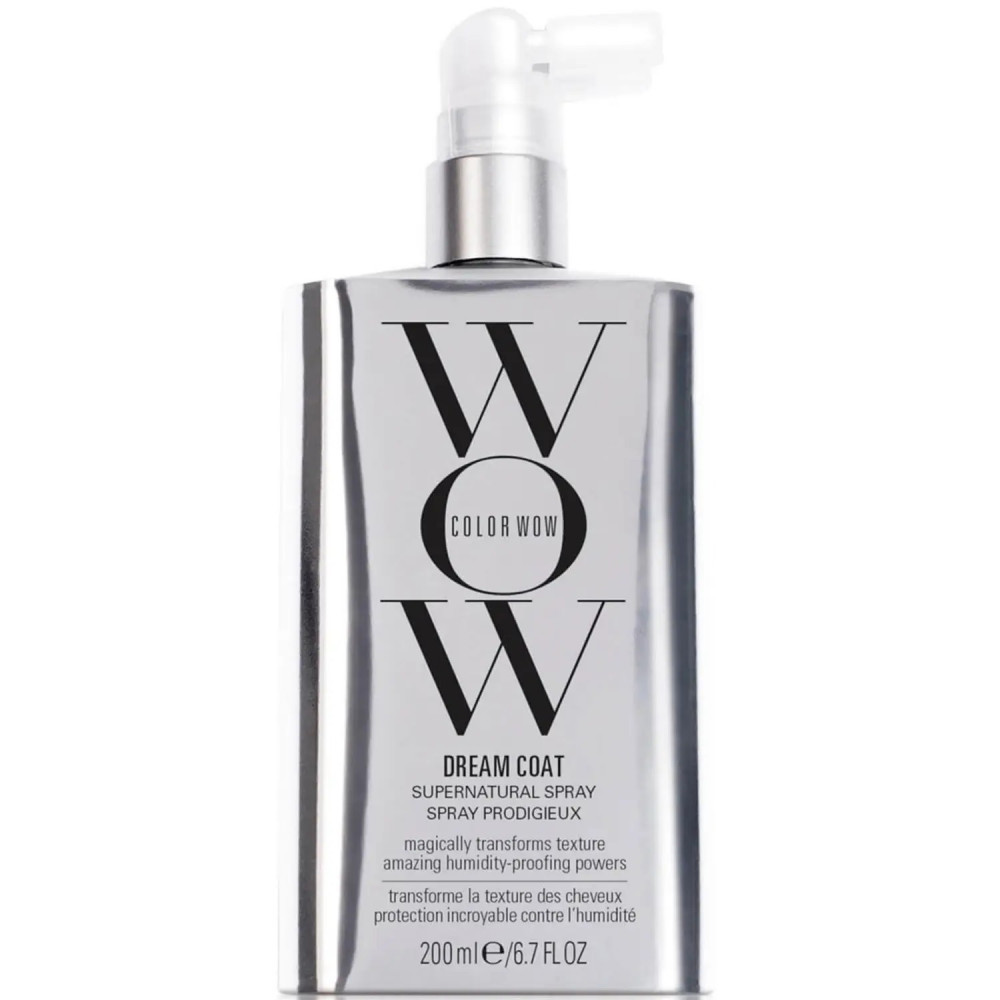 W
O
COLOR WOW
W
DREAM COAT
SUPERNATURAL SPRAY
SPRAY PRODIGIEUX
magically transforms texture
amazing humidity-proofing powers
transforme la texture des cheveux
protection incroyable contre l'humidité
200 ml ℮/6.7 FL OZ